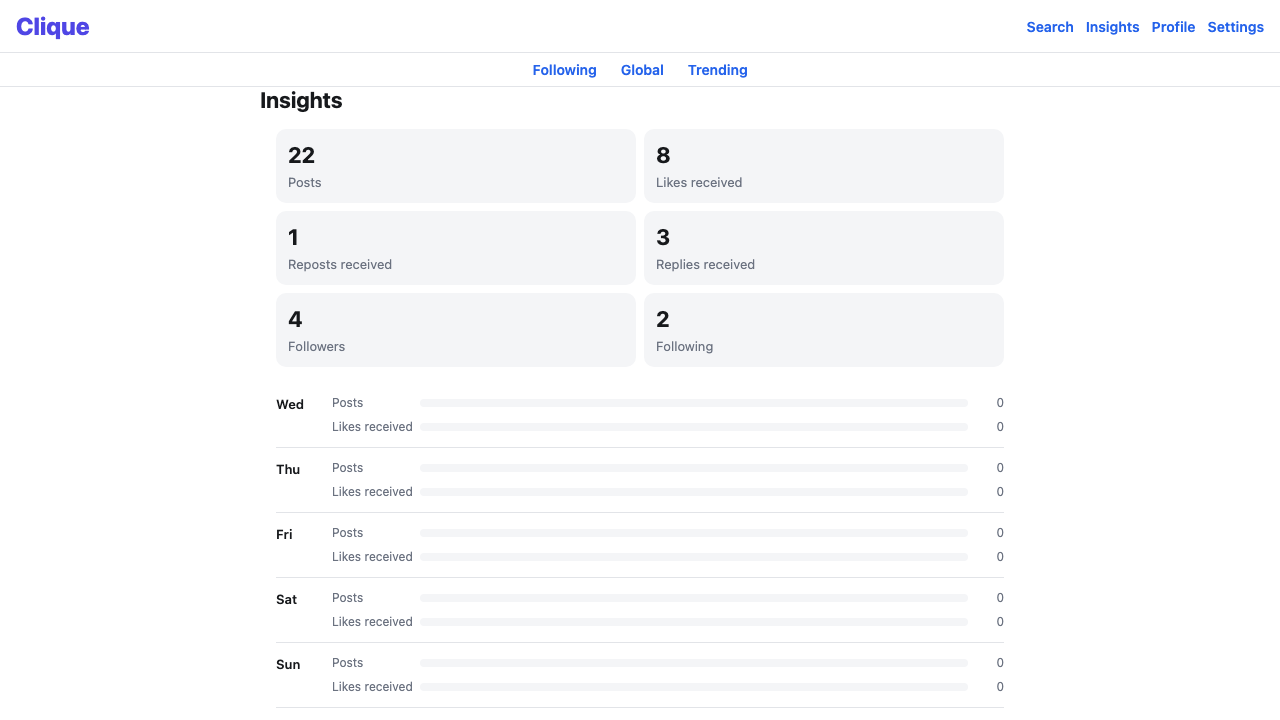 Clique
Search Insights Profile Settings
Following Global Trending
Insights
22
Posts
8
Likes received
1
Reposts received
3
Replies received
4
Followers
2
Following
Wed Posts 0
Likes received 0
Thu Posts 0
Likes received 0
Fri Posts 0
Likes received 0
Sat Posts 0
Likes received 0
Sun Posts 0
Likes received 0